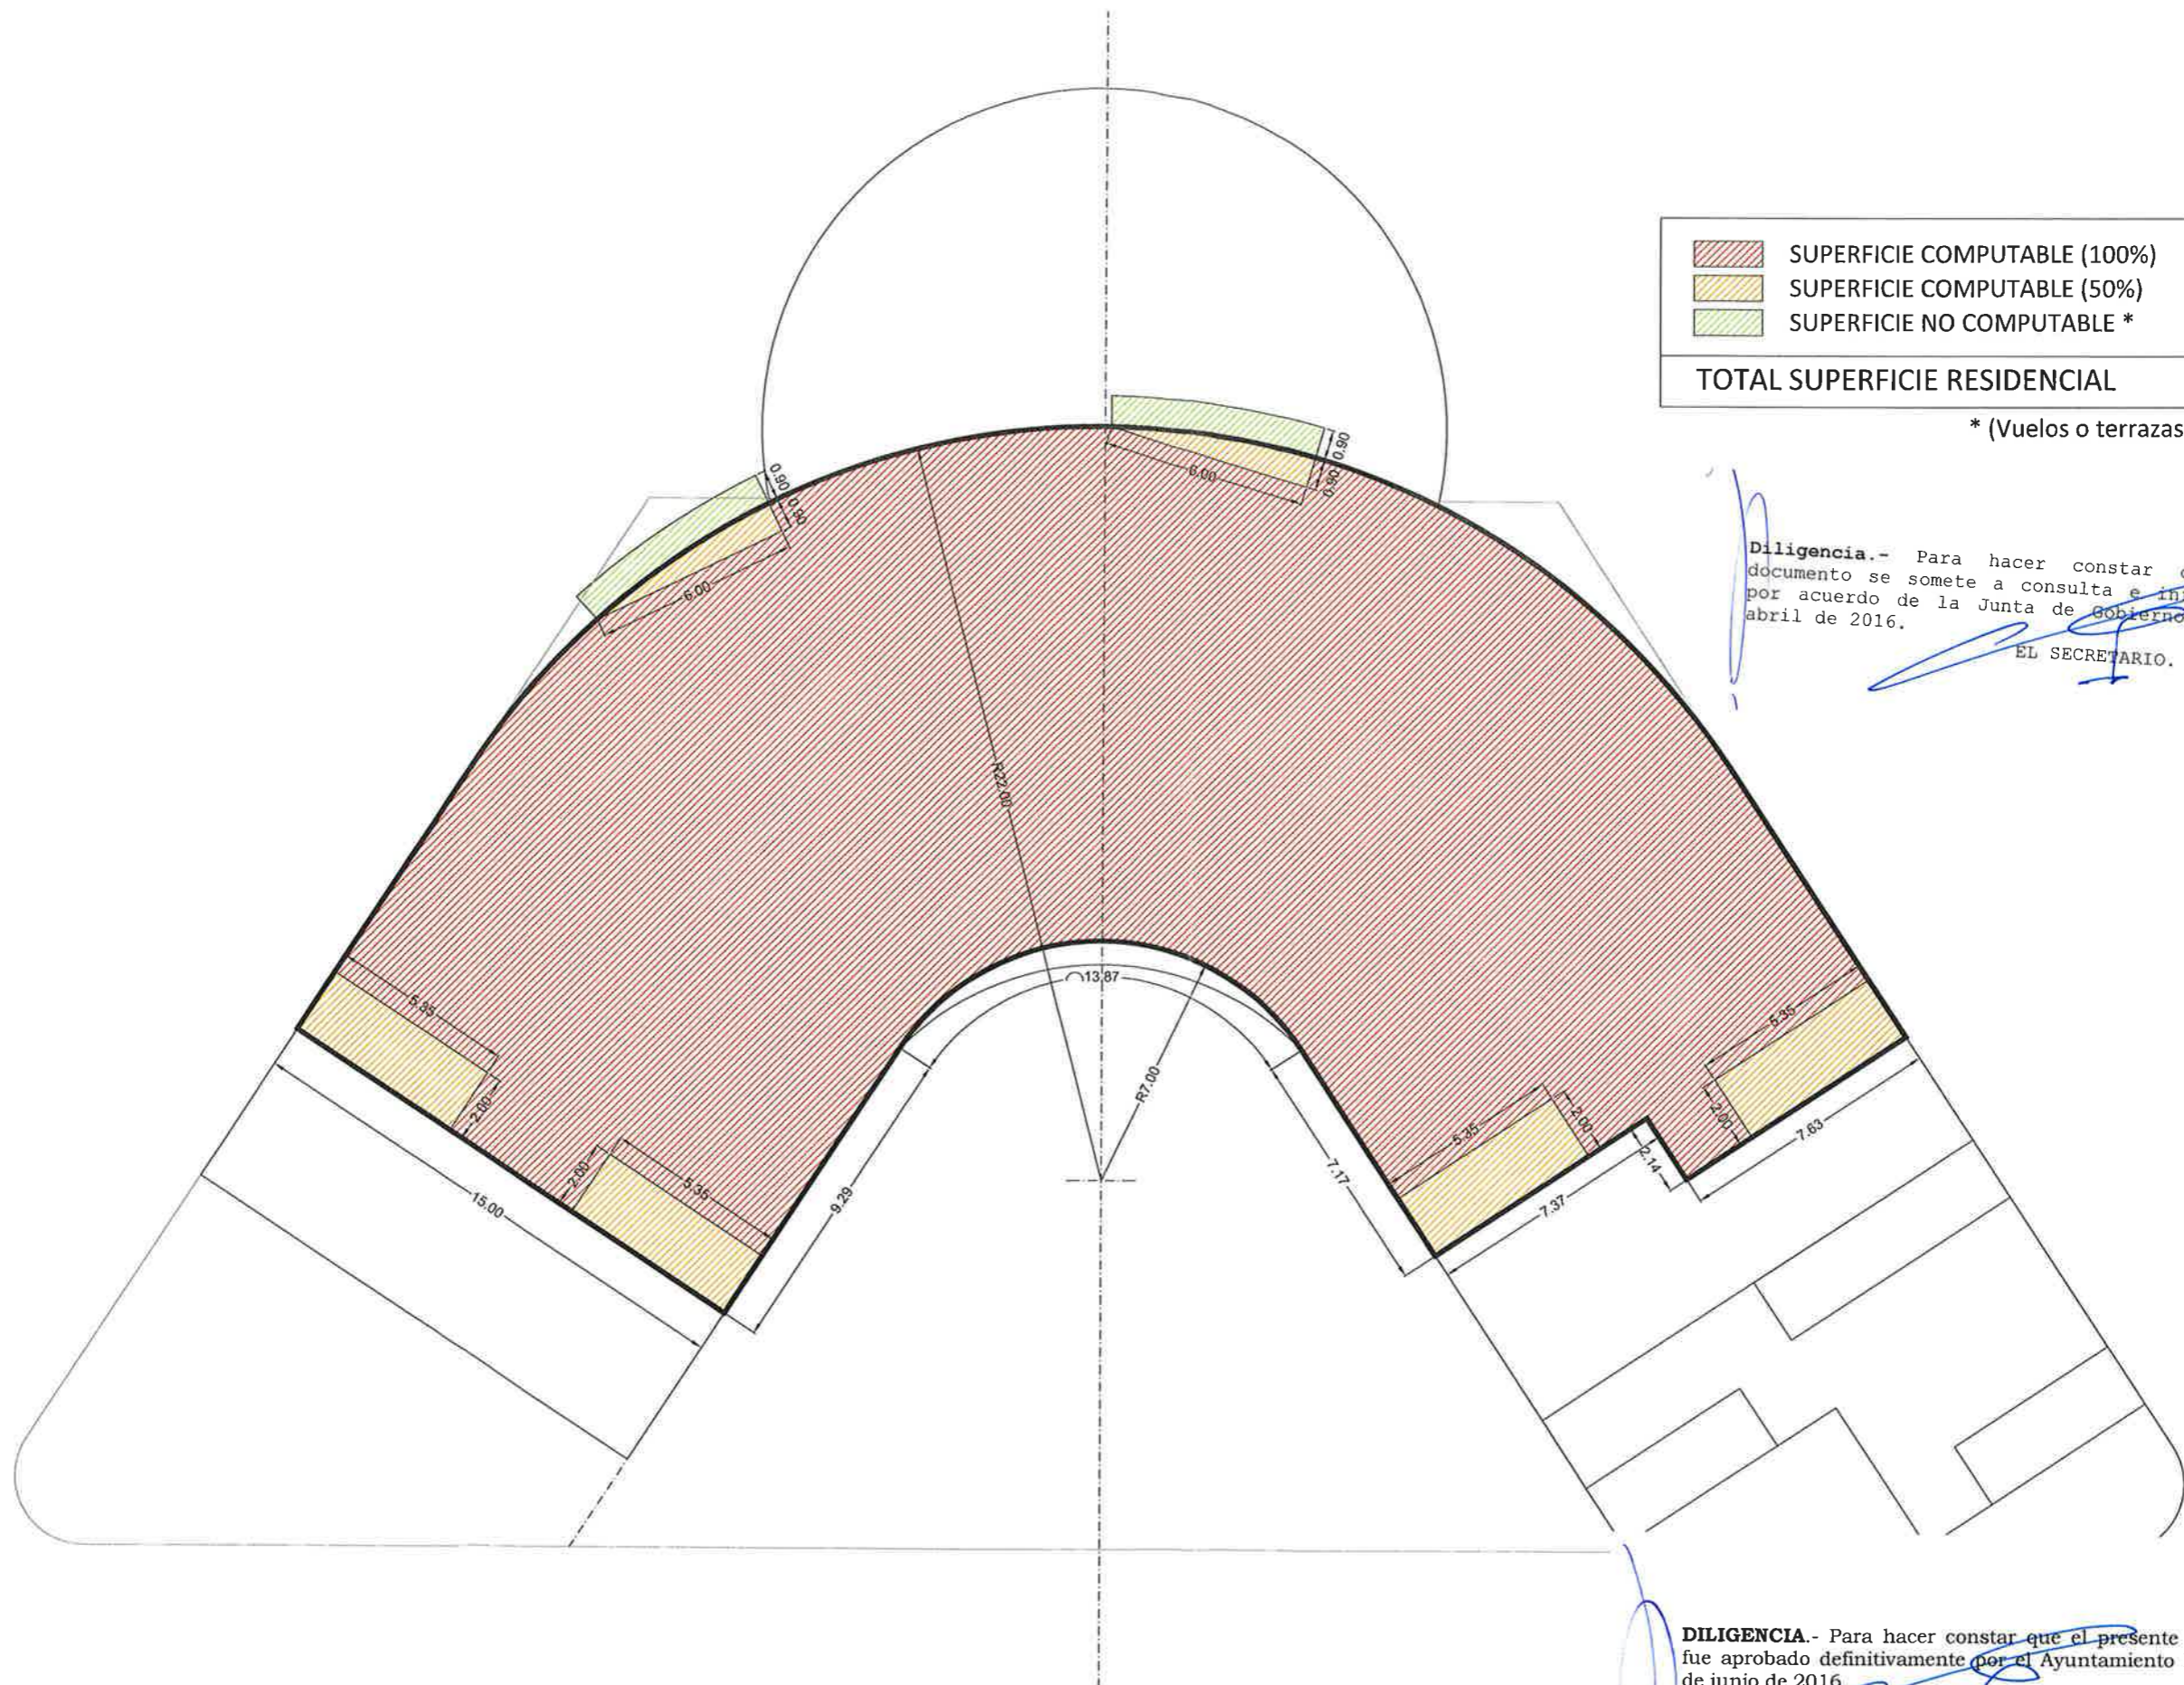 SUPERFICIE COMPUTABLE (100%)
SUPERFICIE COMPUTABLE (50%)
SUPERFICIE NO COMPUTABLE *
TOTAL SUPERFICIE RESIDENCIAL
* (Vuelos o terrazas
0.90
0.90
6.00
0.90
0.90
6.00
Diligencia.- Para hacer constar
documento se somete a consulta e
por acuerdo de la Junta de Gobierno
abril de 2016.
EL SECRETARIO.
R22.00
13.87
R7.00
5.35
2.00
2.00
5.35
15.00
9.29
7.17
5.35
2.00
7.37
2.14
5.35
2.00
7.63
DILIGENCIA.- Para hacer constar que el presente
fue aprobado definitivamente por el Ayuntamiento
de junio de 2016.